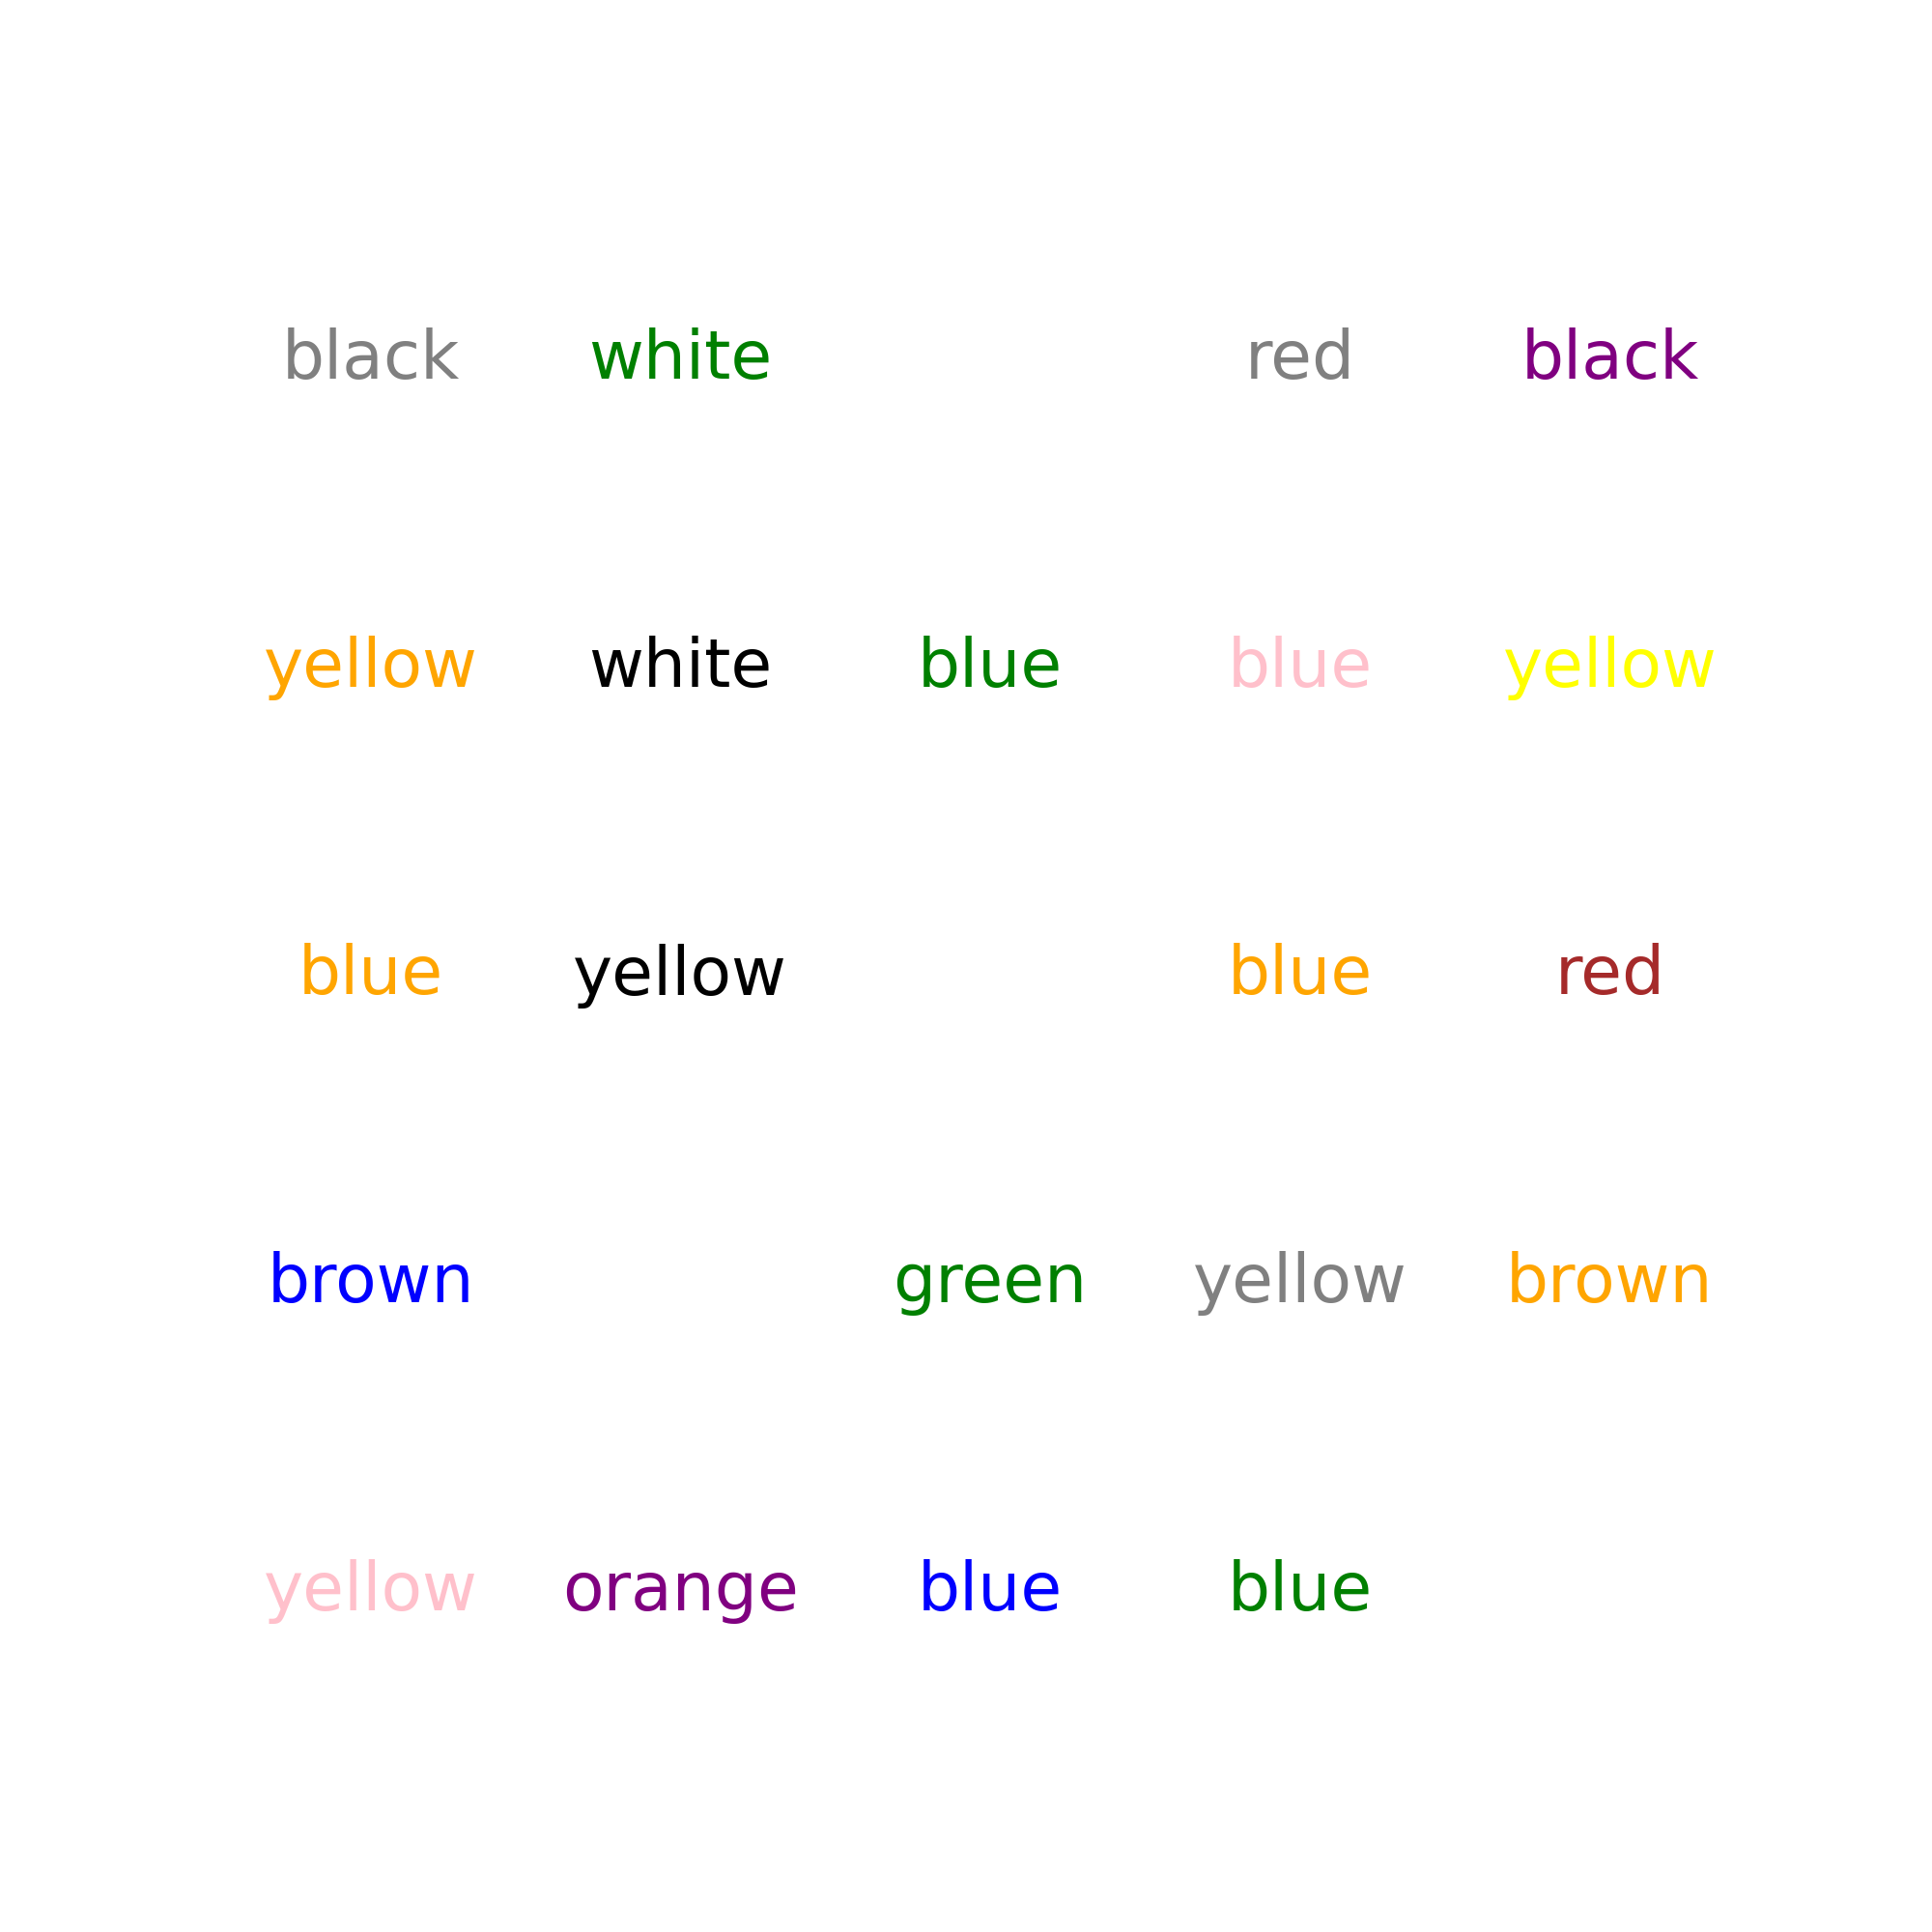 black white red black
yellow white blue blue yellow
blue yellow blue red
brown green yellow brown
yellow orange blue blue